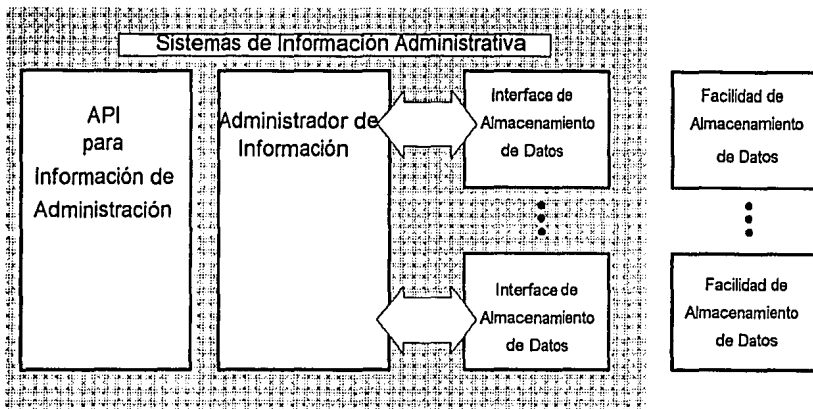 Sistemas de Información Administrativa
API
para
Información de
Administración
Administrador de
Información
Interface de
Almacenamiento
de Datos
Facilidad de
Almacenamiento
de Datos
Interface de
Almacenamiento
de Datos
Facilidad de
Almacenamiento
de Datos